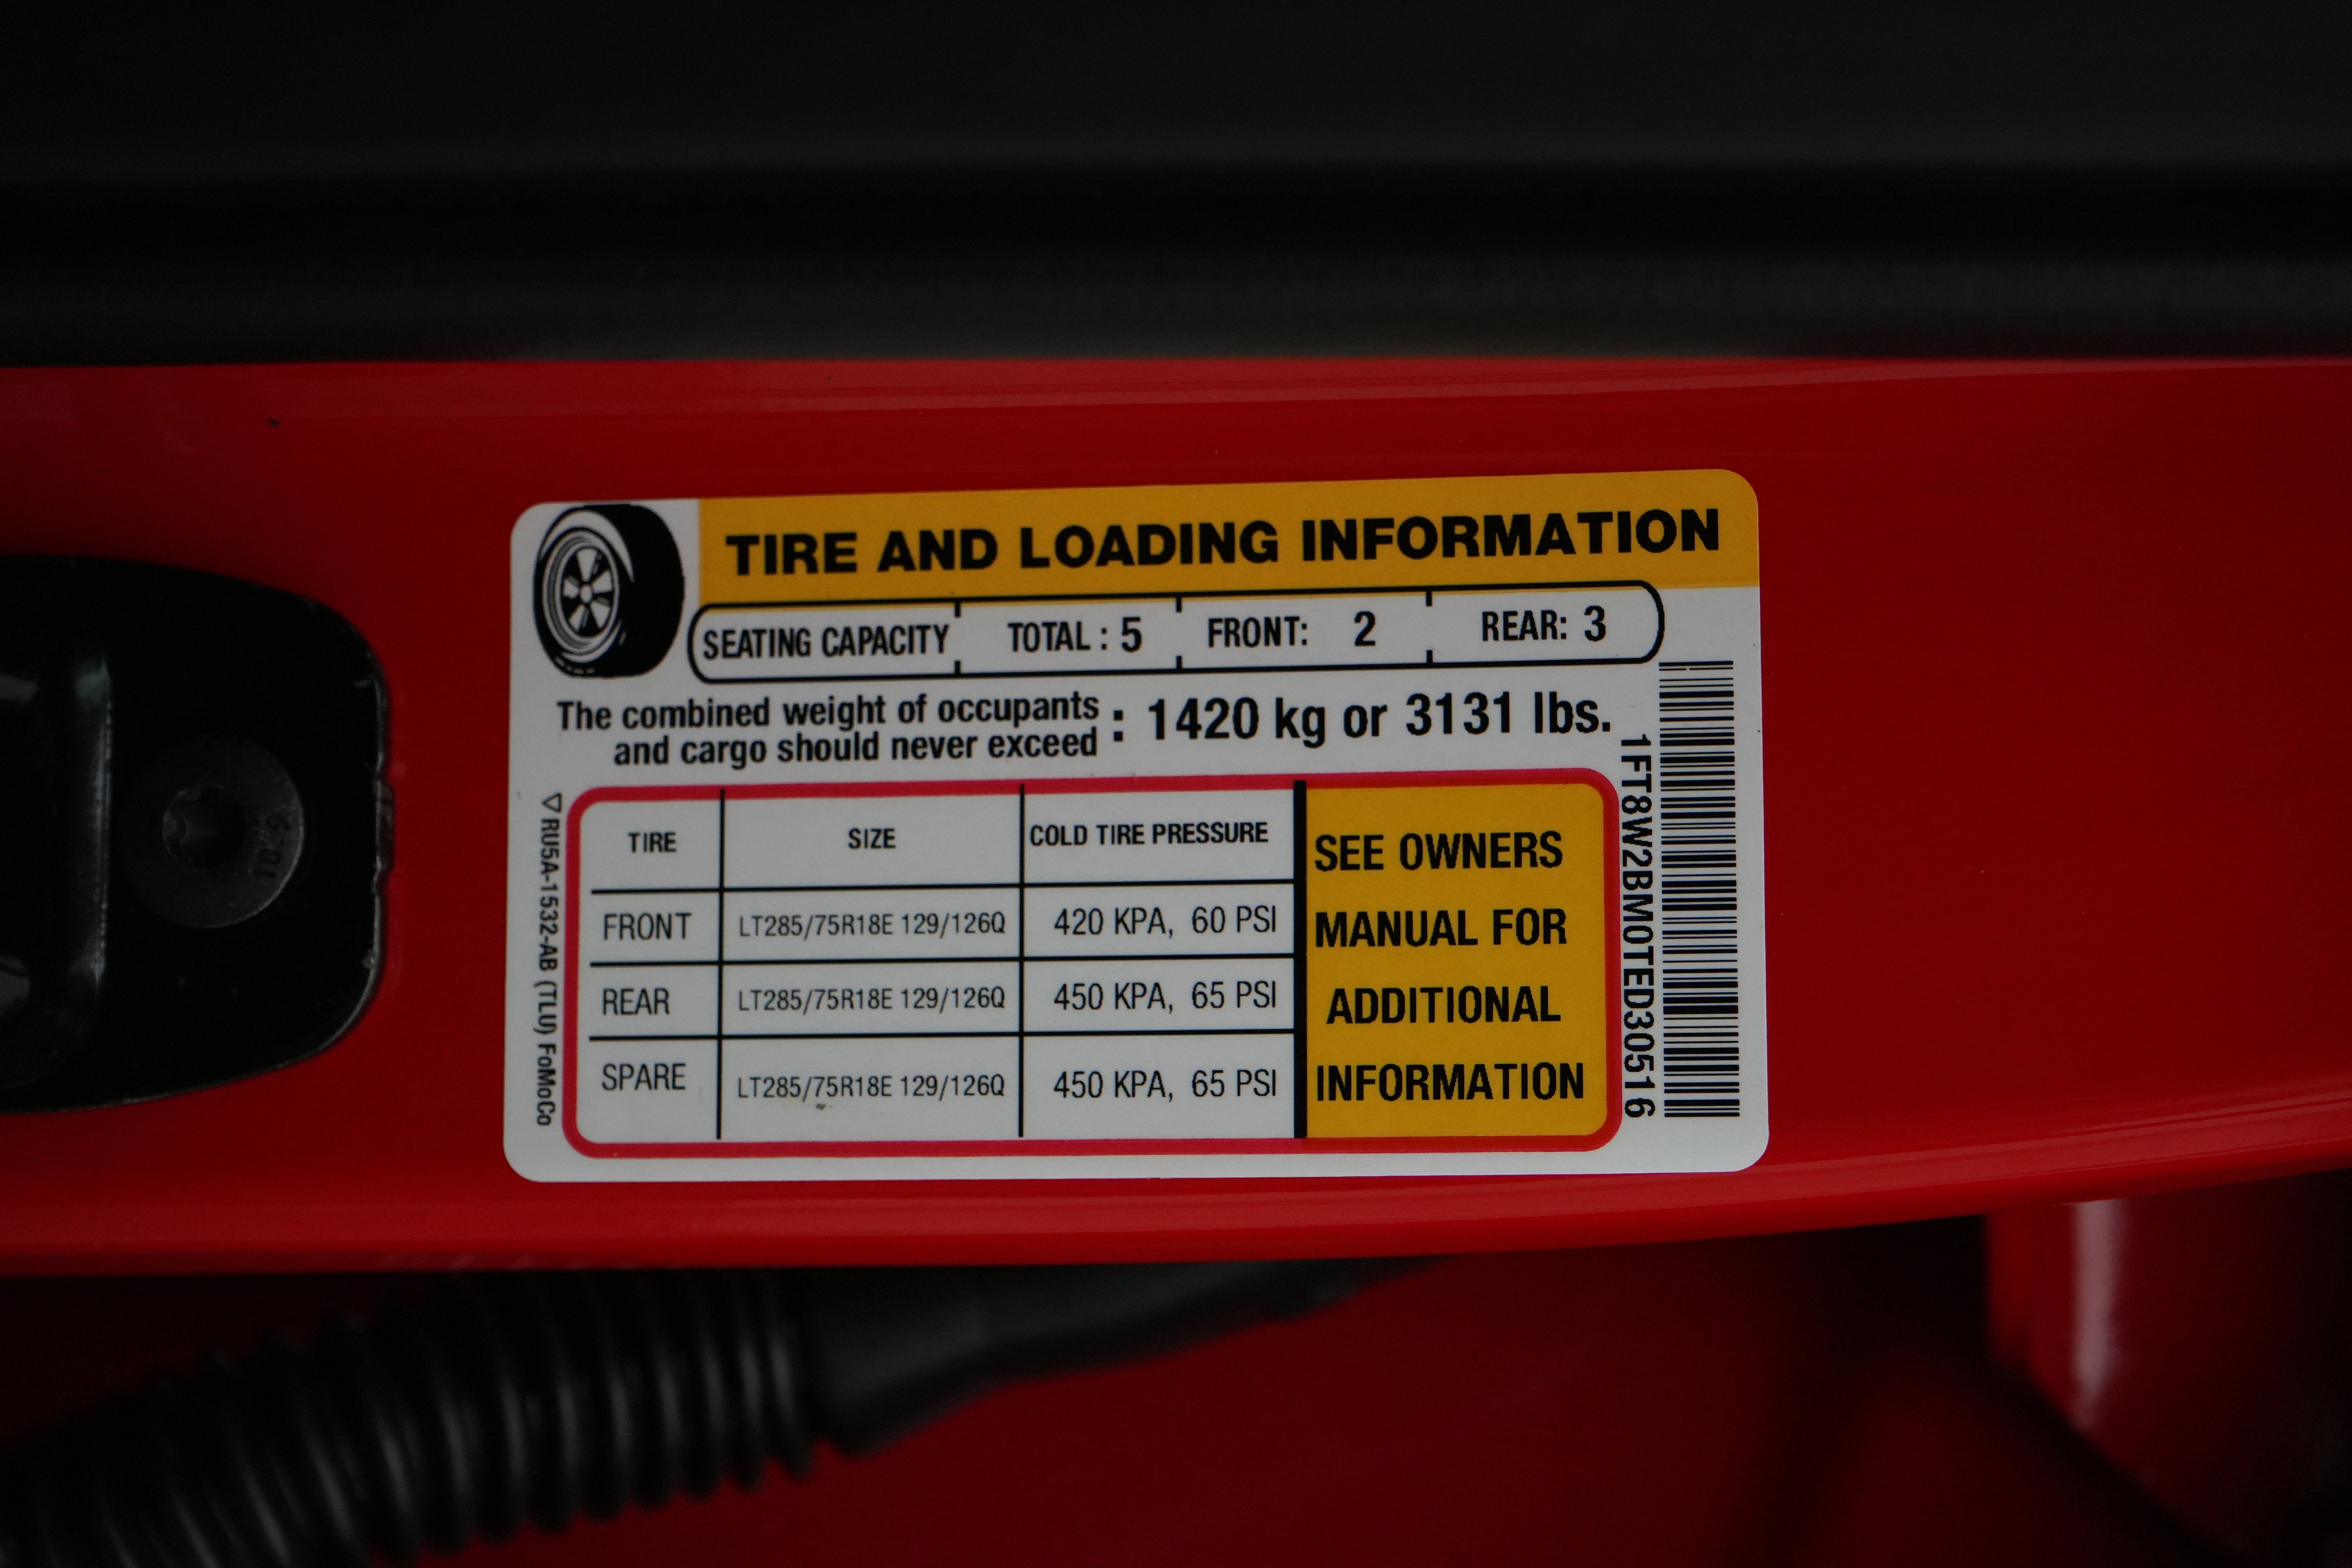 TIRE AND LOADING INFORMATION
SEATING CAPACITY TOTAL : 5 FRONT: 2 REAR: 3
The combined weight of occupants
and cargo should never exceed : 1420 kg or 3131 lbs.
TIRE SIZE COLD TIRE PRESSURE
FRONT LT285/75R18E 129/126Q 420 KPA, 60 PSI
REAR LT285/75R18E 129/126Q 450 KPA, 65 PSI
SPARE LT285/75R18E 129/126Q 450 KPA, 65 PSI
SEE OWNERS
MANUAL FOR
ADDITIONAL
INFORMATION
1FT8W2BM0TED30516
RU5A-1532-AB (TLU) FoMoCo